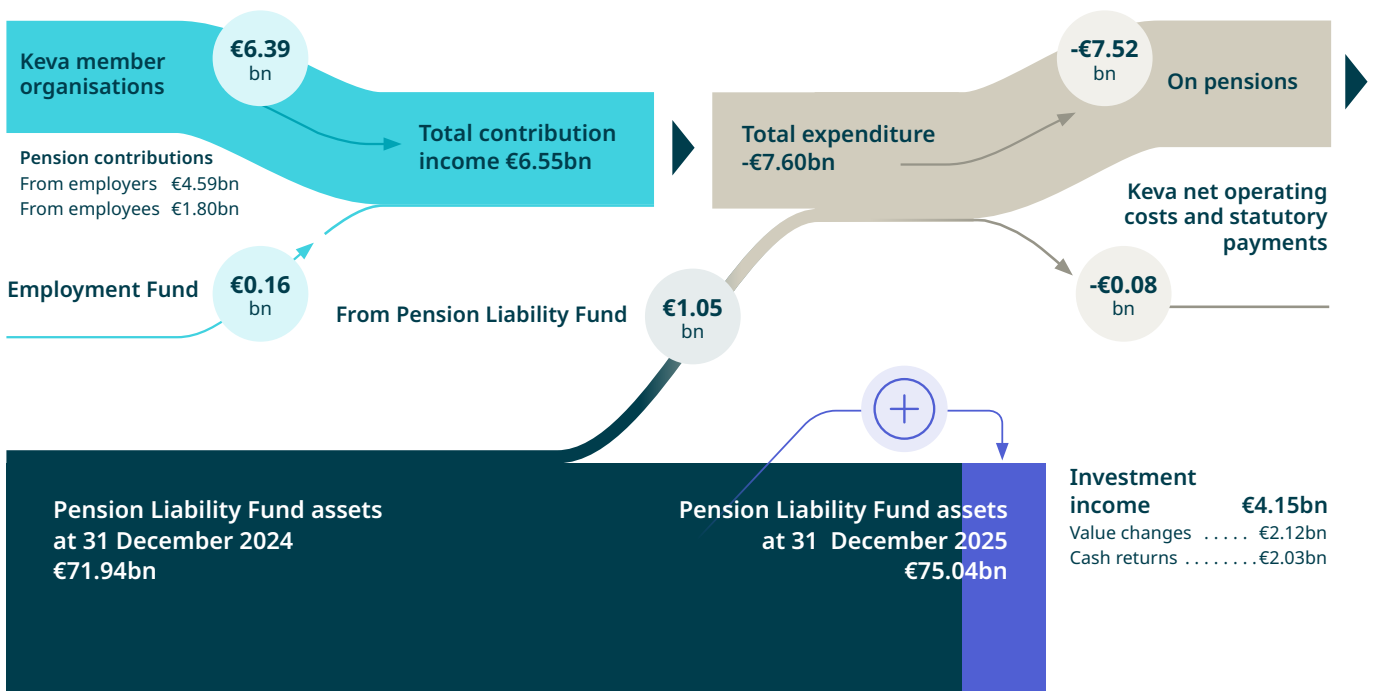 Keva member
organisations
€6.39
bn
Pension contributions
From employers €4.59bn
From employees €1.80bn
Total contribution
income €6.55bn
Employment Fund
€0.16
bn
Total expenditure
-€7.60bn
-€7.52
bn
On pensions
Keva net operating
costs and statutory
payments
-€0.08
bn
From Pension Liability Fund
€1.05
bn
Pension Liability Fund assets
at 31 December 2024
€71.94bn
Pension Liability Fund assets
at 31 December 2025
€75.04bn
Investment
income €4.15bn
Value changes ..... €2.12bn
Cash returns ........€2.03bn